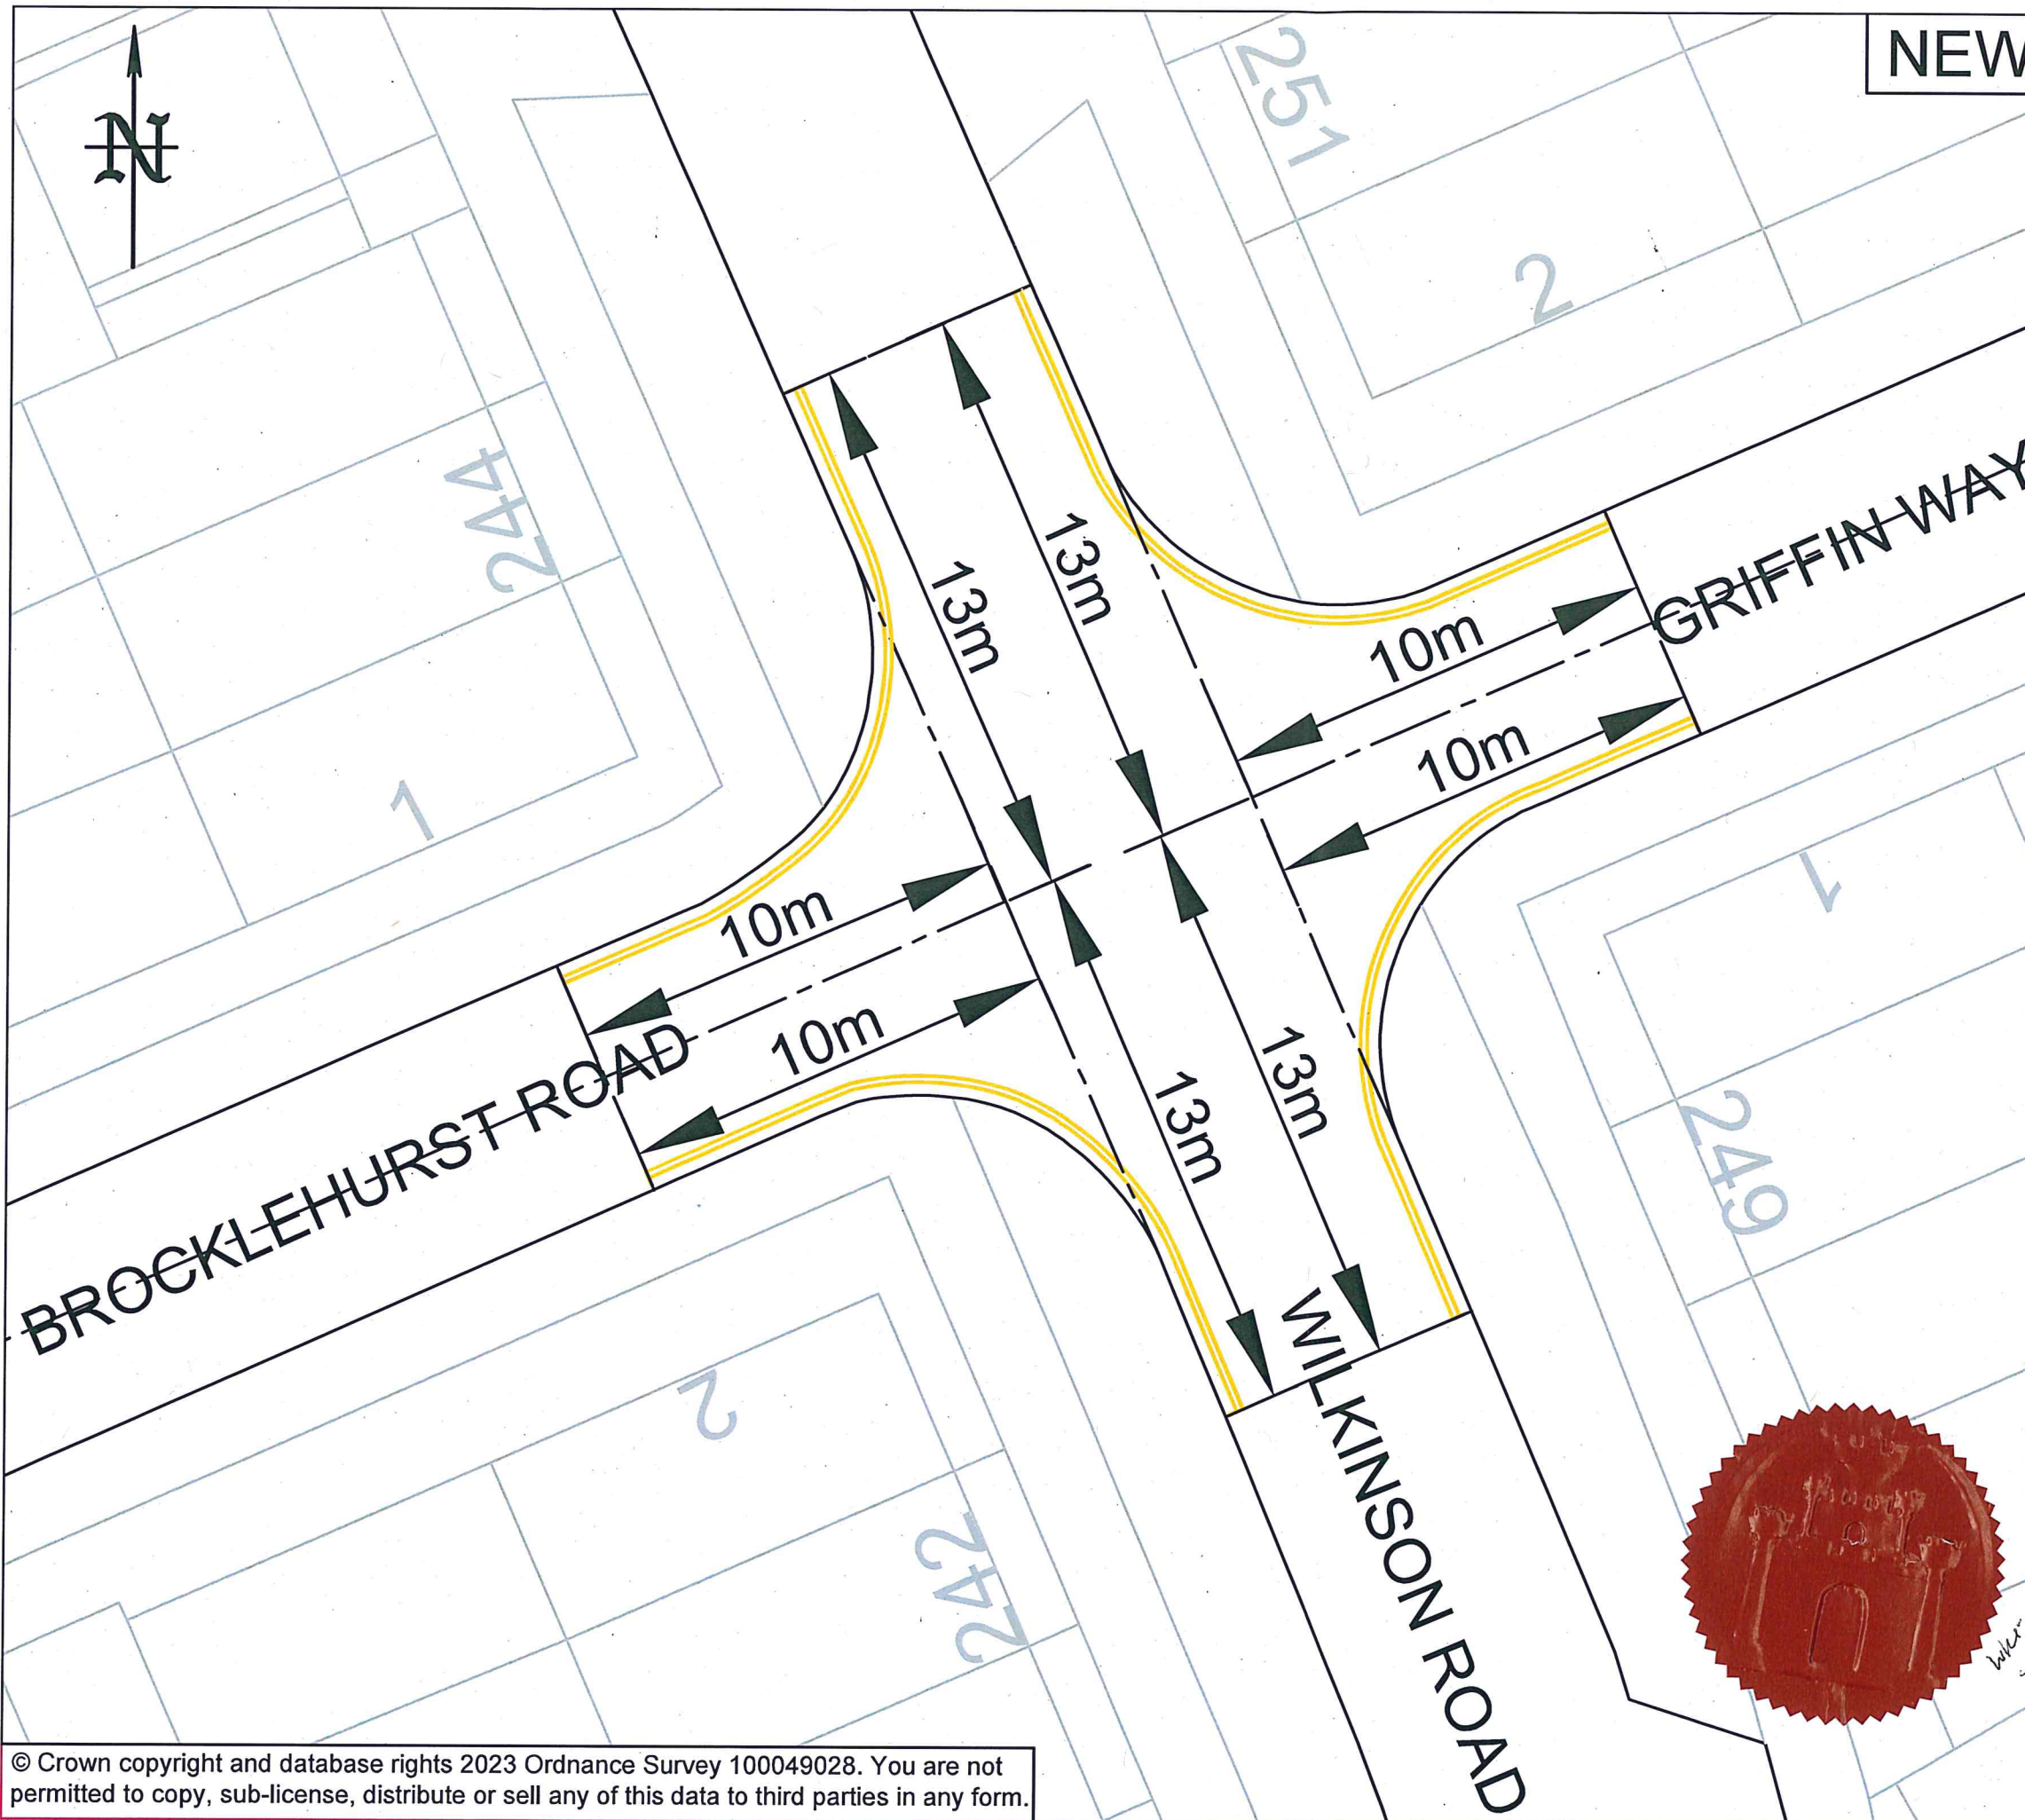 N
NEW
251
2
244
13m
13m
GRIFFIN WAY
10m
10m
1
10m
1
10m
BROCKLEHURST ROAD
13m
13m
249
2
242
WILKINSON ROAD
© Crown copyright and database rights 2023 Ordnance Survey 100049028. You are not
permitted to copy, sub-license, distribute or sell any of this data to third parties in any form.